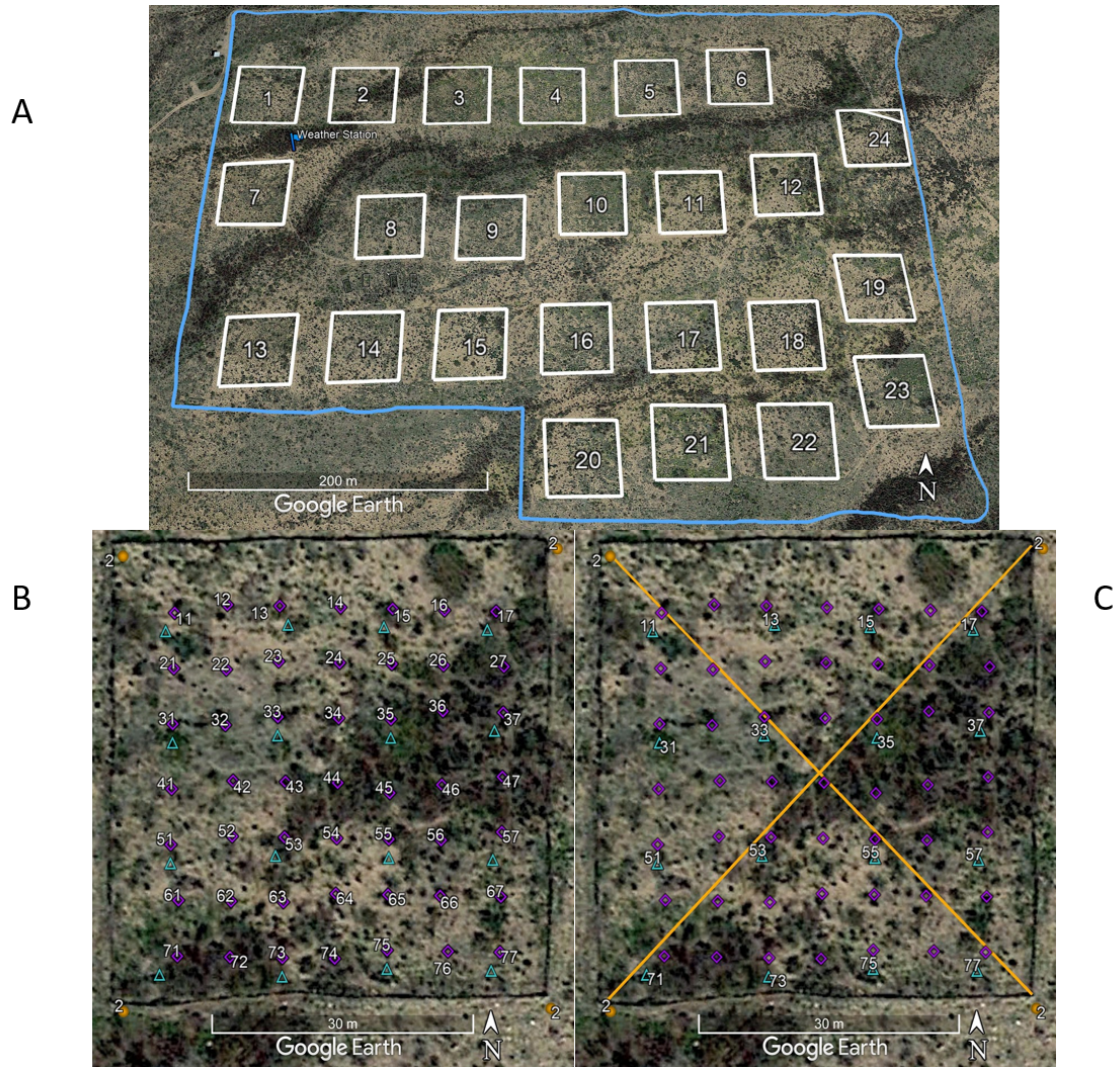 A
1 2 3 4 5 6
Weather Station
24
7 8 9 10 11 12
19
13 14 15 16 17 18
23
20 21 22
200 m
Google Earth
N
B
2 2
11 12 13 14 15 16 17
21 22 23 24 25 26 27
31 32 33 34 35 36 37
41 42 43 44 45 46 47
51 52 53 54 55 56 57
61 62 63 64 65 66 67
71 72 73 74 75 76 77
2 2
30 m
Google Earth
N
C
2 2
11 13 15 17
31 33 35 37
51 53 55 57
71 73 75 77
2 2
30 m
Google Earth
N